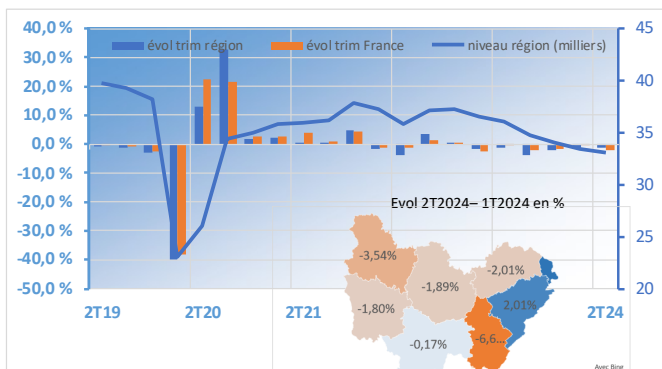 évol trim région évol trim France niveau région (milliers)
40,0 % 45
30,0 % 40
20,0 %
10,0 % 35
0,0 %
-10,0 % 30
-20,0 %
Evol 2T2024– 1T2024 en %
-30,0 % 25
-40,0 %
-50,0 % 20
-3,54%
-2,01%
-1,89%
-1,80%
2,01%
-0,17%
-6,6...
2T19 2T20 2T21 2T24
Avec Bing